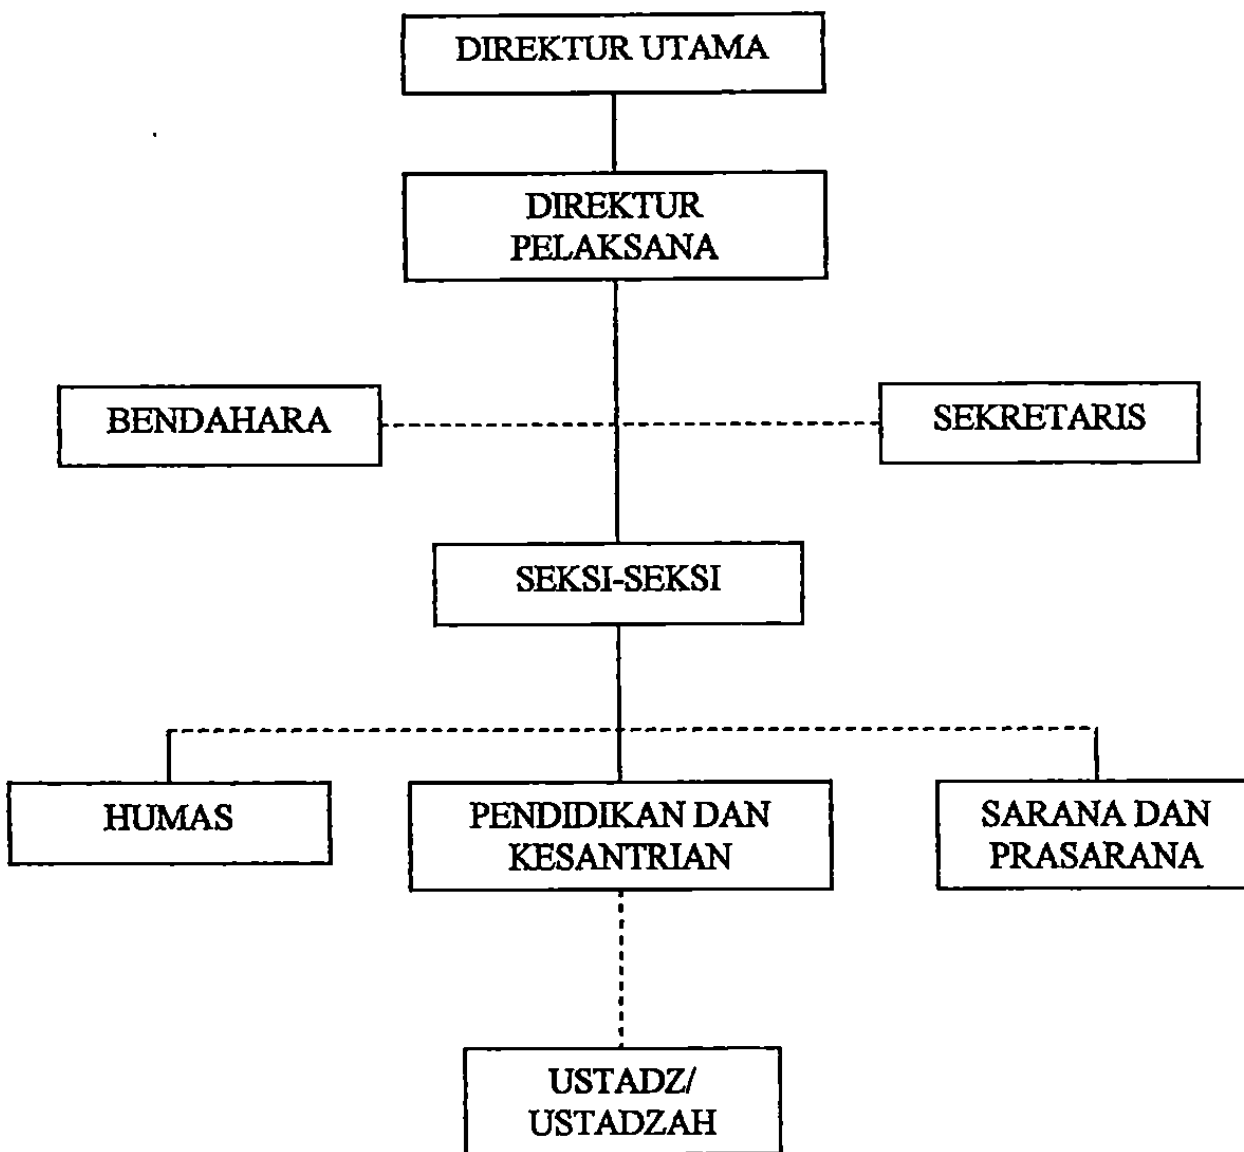 DIREKTUR UTAMA
DIREKTUR
PELAKSANA
BENDAHARA
SEKRETARIS
SEKSI-SEKSI
HUMAS
PENDIDIKAN DAN
KESANTRIAN
SARANA DAN
PRASARANA
USTADZ/
USTADZAH